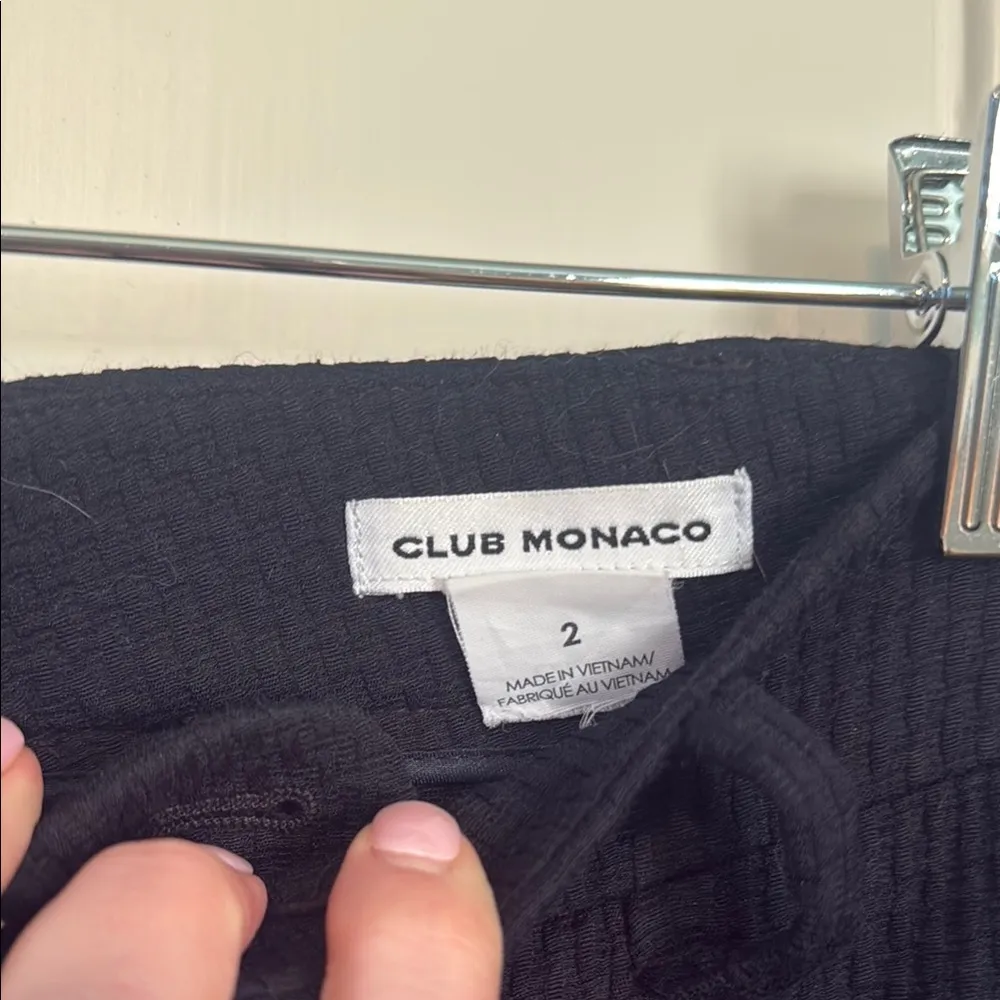 CLUB MONACO
2
MADE IN VIETNAM/
FABRIQUÉ AU VIETNAM